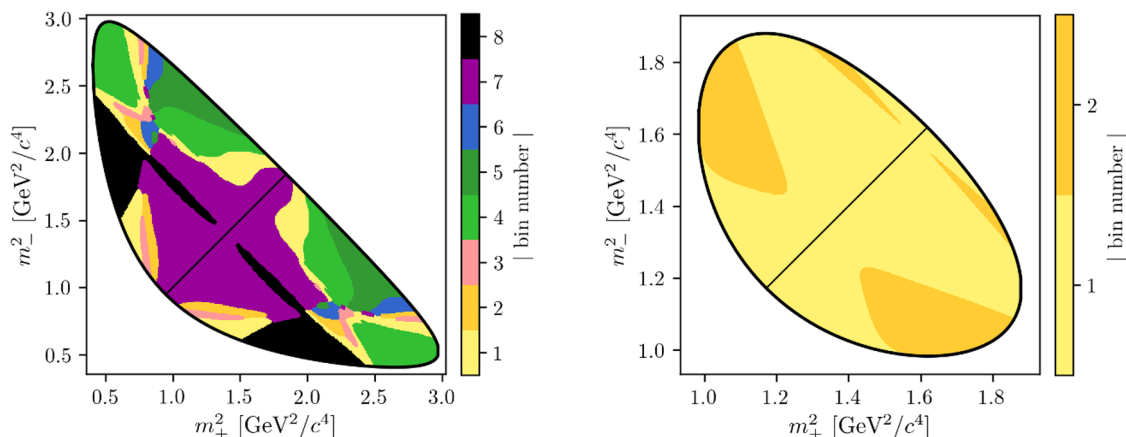 3.0
2.5
2.0
1.5
1.0
0.5
m²₋ [GeV²/c⁴]
0.5 1.0 1.5 2.0 2.5 3.0
m²₊ [GeV²/c⁴]
8
7
6
5
4
3
2
1
| bin number |
1.8
1.6
1.4
1.2
1.0
m²₋ [GeV²/c⁴]
1.0 1.2 1.4 1.6 1.8
m²₊ [GeV²/c⁴]
2
1
| bin number |